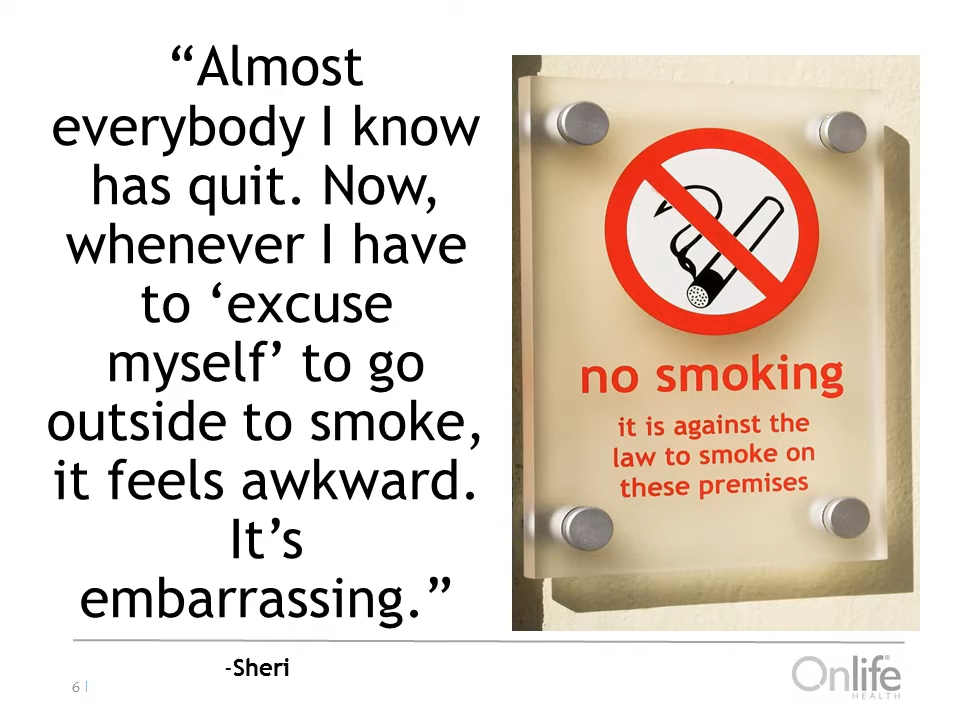 “Almost
everybody I know
has quit. Now,
whenever I have
to ‘excuse
myself’ to go
outside to smoke,
it feels awkward.
It’s
embarrassing.”
-Sheri
no smoking
it is against the
law to smoke on
these premises
6 |
Onlife®
HEALTH